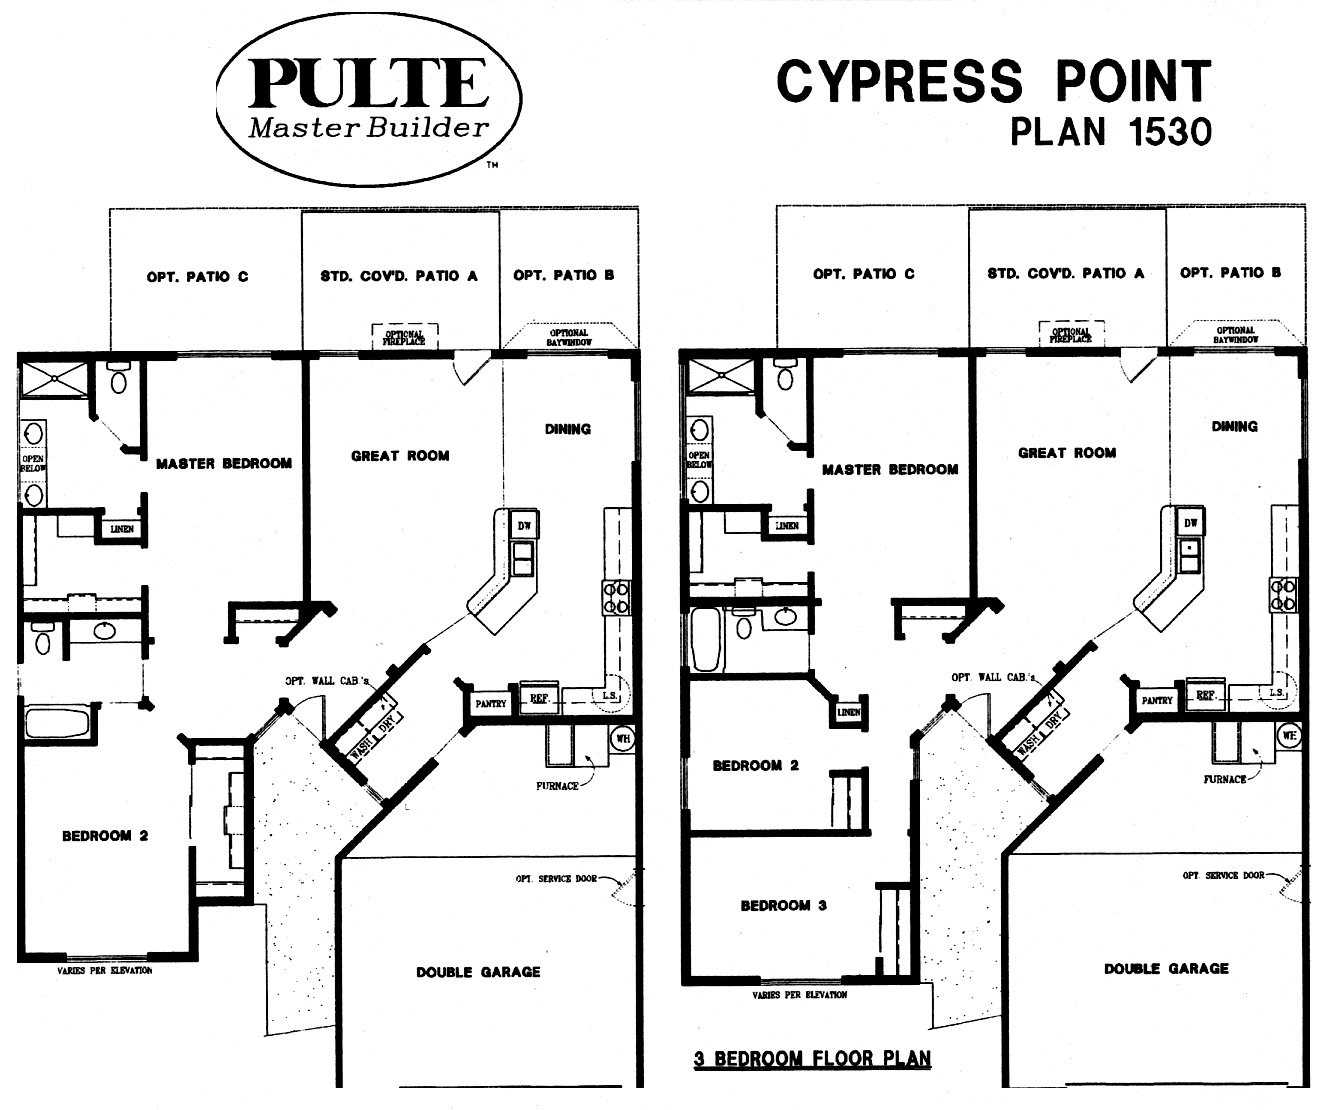 PULTE
Master Builder
TM
CYPRESS POINT
PLAN 1530
OPT. PATIO C
STD. COV'D. PATIO A
OPT. PATIO B
OPTIONAL
FIREPLACE
OPTIONAL
BAYWINDOW
OPEN
BELOW
MASTER BEDROOM
GREAT ROOM
DINING
LINEN
DW
OPT. WALL CAB.'s
WASH
DRY
PANTRY
REF.
L.S.
WH
FURNACE
BEDROOM 2
OPT. SERVICE DOOR
DOUBLE GARAGE
VARIES PER ELEVATION
OPT. PATIO C
STD. COV'D. PATIO A
OPT. PATIO B
OPTIONAL
FIREPLACE
OPTIONAL
BAYWINDOW
OPEN
BELOW
MASTER BEDROOM
GREAT ROOM
DINING
LINEN
DW
OPT. WALL CAB.'s
WASH
DRY
PANTRY
REF.
L.S.
WH
FURNACE
LINEN
BEDROOM 2
BEDROOM 3
OPT. SERVICE DOOR
DOUBLE GARAGE
VARIES PER ELEVATION
3 BEDROOM FLOOR PLAN